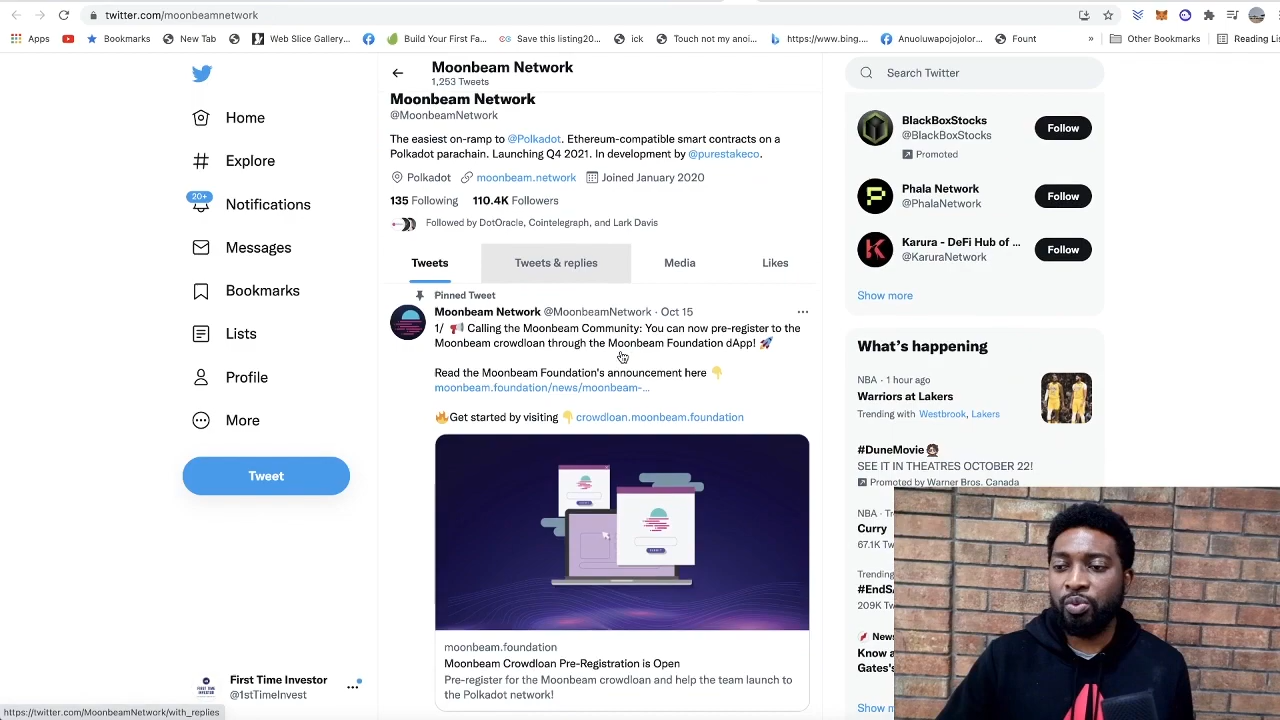 twitter.com/moonbeamnetwork
Apps
Bookmarks
New Tab
Web Slice Gallery...
Build Your First Fa...
Save this listing20...
ick
Touch not my anoi...
https://www.bing....
Anuoluwapojojolor...
Fount
»
Other Bookmarks
Reading Lis
Home
Explore
20+
Notifications
Messages
Bookmarks
Lists
Profile
More
Tweet
First Time Investor
@1stTimeInvest
https://twitter.com/MoonbeamNetwork/with_replies
Moonbeam Network
1,253 Tweets
Moonbeam Network
@MoonbeamNetwork
The easiest on-ramp to @Polkadot. Ethereum-compatible smart contracts on a
Polkadot parachain. Launching Q4 2021. In development by @purestakeco.
Polkadot moonbeam.network Joined January 2020
135 Following 110.4K Followers
Followed by DotOracle, Cointelegraph, and Lark Davis
Tweets Tweets & replies Media Likes
Pinned Tweet
Moonbeam Network @MoonbeamNetwork · Oct 15
1/ 📢 Calling the Moonbeam Community: You can now pre-register to the
Moonbeam crowdloan through the Moonbeam Foundation dApp! 🚀
Read the Moonbeam Foundation's announcement here 👇
moonbeam.foundation/news/moonbeam-...
🔥Get started by visiting 👇 crowdloan.moonbeam.foundation
moonbeam.foundation
Moonbeam Crowdloan Pre-Registration is Open
Pre-register for the Moonbeam crowdloan and help the team launch to
the Polkadot network!
Search Twitter
BlackBoxStocks
@BlackBoxStocks
Follow
Promoted
Phala Network
@PhalaNetwork
Follow
Karura - DeFi Hub of ...
@KaruraNetwork
Follow
Show more
What's happening
NBA · 1 hour ago
Warriors at Lakers
Trending with Westbrook, Lakers
#DuneMovie
SEE IT IN THEATRES OCTOBER 22!
Promoted by Warner Bros. Canada
NBA · Tr
Curry
67.1K Tw
Trending
#EndSA
209K Tw
News
Know a
Gates's
Show m